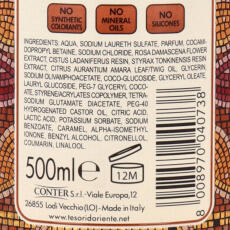 NO SYNTHETIC COLORANTS
NO MINERAL OILS
NO SILICONES
INGREDIENTS: AQUA, SODIUM LAURETH SULFATE, PARFUM, COCAMI-
DOPROPYL BETAINE, SODIUM CHLORIDE, ROSA DAMASCENA FLOWER
EXTRACT, CISTUS LADANIFERUS RESIN, STYRAX TONKINENSIS RESIN
EXTRACT, CITRUS AURANTIUM AMARA LEAF/TWIG OIL, GLYCERIN,
SODIUM OLIVAMPHOACETATE, COCO-GLUCOSIDE, GLYCERYL OLEATE,
LAURYL GLUCOSIDE, PEG-7 GLYCERYL COCO-
ATE, STYRENE/ACRYLATES COPOLYMER, TETRA-
SODIUM GLUTAMATE DIACETATE, PEG-40
HYDROGENATED CASTOR OIL, CITRIC ACID,
LACTIC ACID, POTASSIUM SORBATE, SODIUM
BENZOATE, CARAMEL, ALPHA-ISOMETHYL
IONONE, BENZYL ALCOHOL, CITRONELLOL,
COUMARIN, LINALOOL.
500ml e
12M
CONTER S.r.l. - Viale Europa,12
26855 Lodi Vecchio (LO) - Made in Italy
www.tesoridoriente.net
8 008970 040738